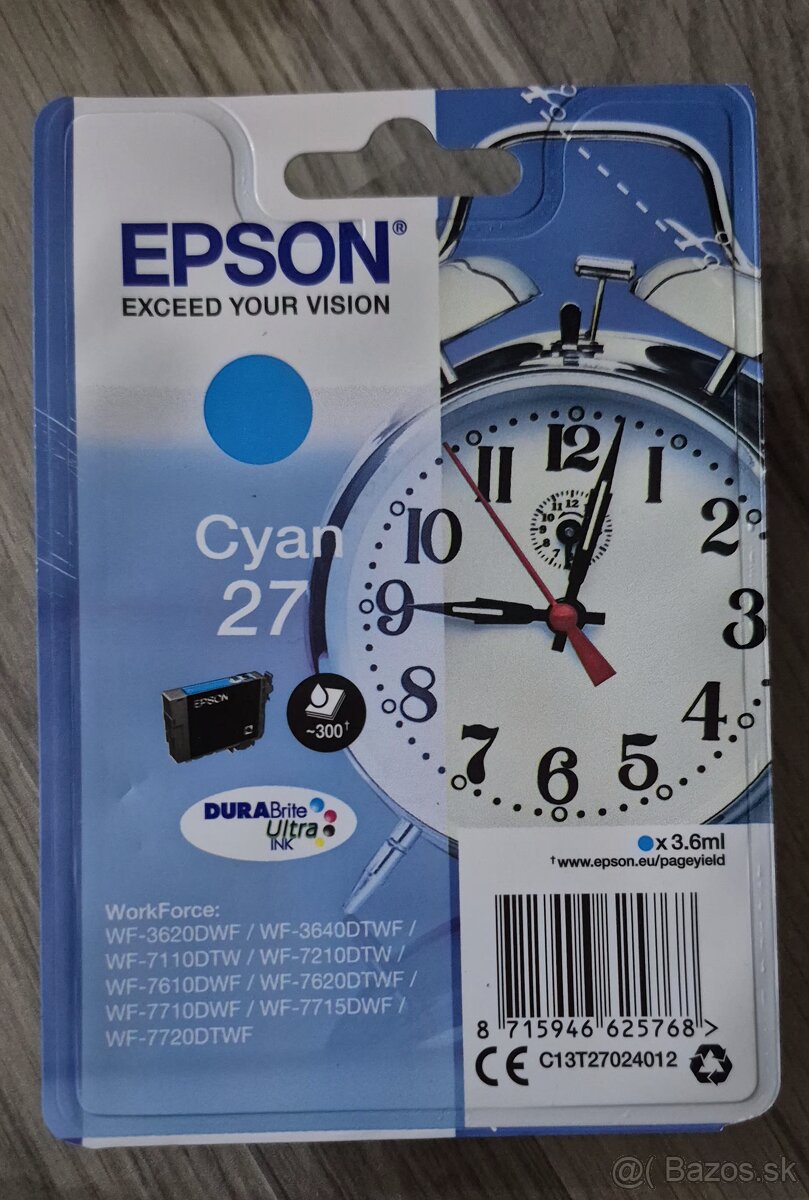 EPSON®
EXCEED YOUR VISION
Cyan
27
EPSON
~300†
DURABrite
Ultra
INK
12
1
2
3
4
5
6
7
8
9
10
11
x 3.6ml
†www.epson.eu/pageyield
WorkForce:
WF-3620DWF / WF-3640DTWF /
WF-7110DTW / WF-7210DTW /
WF-7610DWF / WF-7620DTWF /
WF-7710DWF / WF-7715DWF /
WF-7720DTWF
8 715946 625768 >
CE C13T27024012
@( Bazos.sk